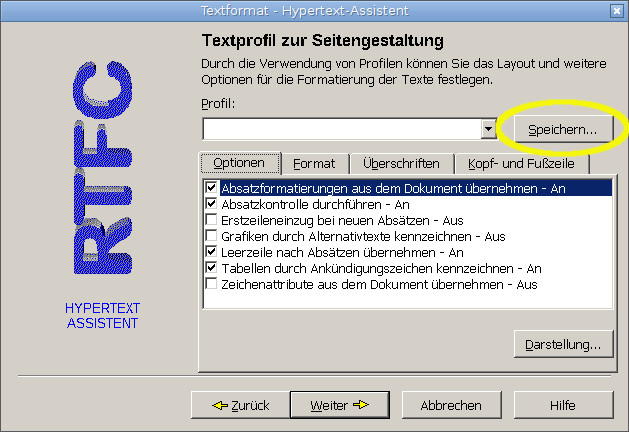 Textformat - Hypertext-Assistent
Textprofil zur Seitengestaltung
Durch die Verwendung von Profilen können Sie das Layout und weitere
Optionen für die Formatierung der Texte festlegen.
Profil:
Speichern...
Optionen Format Überschriften Kopf- und Fußzeile
Absatzformatierungen aus dem Dokument übernehmen - An
Absatzkontrolle durchführen - An
Erstzeileneinzug bei neuen Absätzen - Aus
Grafiken durch Alternativtexte kennzeichnen - Aus
Leerzeile nach Absätzen übernehmen - An
Tabellen durch Ankündigungszeichen kennzeichnen - An
Zeichenattribute aus dem Dokument übernehmen - Aus
RTFC
HYPERTEXT
ASSISTENT
Darstellung...
Zurück Weiter Abbrechen Hilfe